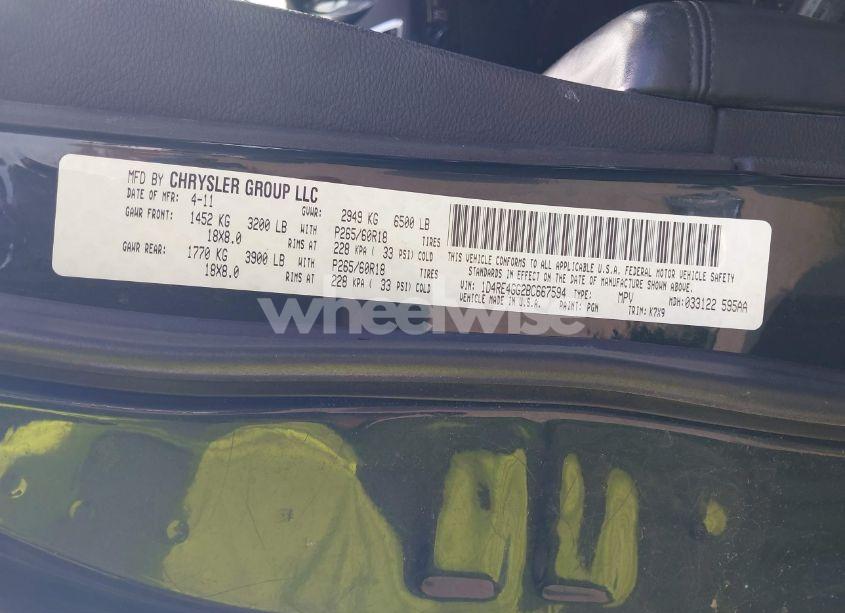 MFD BY CHRYSLER GROUP LLC
DATE OF MFR: 4-11 GVWR: 2949 KG 6500 LB
GAWR FRONT: 1452 KG 3200 LB WITH P265/60R18 TIRES
18X8.0 RIMS AT 228 KPA ( 33 PSI) COLD
GAWR REAR: 1770 KG 3900 LB WITH P265/60R18 TIRES
18X8.0 RIMS AT 228 KPA ( 33 PSI) COLD
THIS VEHICLE CONFORMS TO ALL APPLICABLE U.S.A. FEDERAL MOTOR VEHICLE SAFETY
STANDARDS IN EFFECT ON THE DATE OF MANUFACTURE SHOWN ABOVE.
VIN: 1D4RE4GG2BC667594 TYPE: MPV MDH: 033122 595AA
MADE IN U.S.A. PAINT: PGM TRIM: K7X9
wheelwise